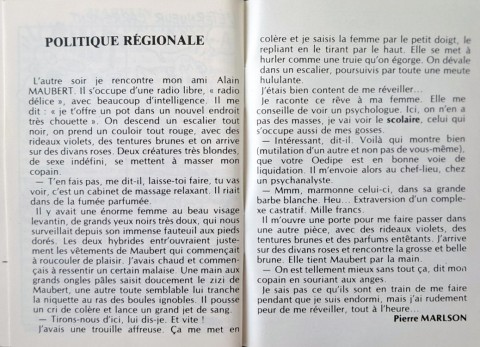 POLITIQUE RÉGIONALE
L'autre soir je rencontre mon ami Alain
MAUBERT. Il s'occupe d'une radio libre, « radio
délice », avec beaucoup d'intelligence. Il me
dit : « je t'offre un pot dans un nouvel endroit
très chouette ». On descend un escalier tout
noir, on prend un couloir tout rouge, avec des
rideaux violets, des tentures brunes et on arrive
sur des divans roses. Deux créatures très blondes,
de sexe indéfini, se mettent à masser mon
copain.
— T'en fais pas, me dit-il, laisse-toi faire, tu vas
voir, c'est un cabinet de massage relaxant. Il riait
dans de la fumée parfumée.
Il y avait une énorme femme au beau visage
levantin, de grands yeux noirs très doux, qui nous
surveillait depuis son immense fauteuil aux pieds
dorés. Les deux hybrides entr'ouvraient juste-
ment les vêtements de Maubert qui commençait
à roucouler de plaisir. J'avais chaud et commen-
çais à ressentir un certain malaise. Une main aux
grands ongles pâles saisit doucement le zizi de
Maubert, une autre toute semblable lui tranche
la niquette au ras des boules ignobles. Il pousse
un cri de colère et lance un grand jet de sang.
— Tirons-nous d'ici, lui dis-je. Et vite !
J'avais une trouille affreuse. Ça me met en
colère et je saisis la femme par le petit doigt, le
repliant en le tirant par le haut. Elle se met à
hurler comme une truie qu'on égorge. On dévale
dans un escalier, poursuivis par toute une meute
hululante.
J'étais bien content de me réveiller...
Je raconte ce rêve à ma femme. Elle me
conseille de voir un psychologue. Ici, on n'en a
pas des masses, je vai voir le scolaire, celui qui
s'occupe aussi de mes gosses.
— Intéressant, dit-il. Voilà qui montre bien
(mutilation d'un autre et non pas de vous-même),
que votre Oedipe est en bonne voie de
liquidation. Il m'envoie alors au chef-lieu, chez
un psychanalyste.
— Mmm, marmonne celui-ci, dans sa grande
barbe blanche. Heu... Extraversion d'un comple-
xe castratif. Mille francs.
Il m'ouvre une porte pour me faire passer dans
une autre pièce, avec des rideaux violets, des
tentures brunes et des parfums entêtants. J'arrive
sur des divans roses et rencontre la grosse et belle
brune. Elle tient Maubert par la main.
— On est tellement mieux sans tout ça, dit mon
copain en souriant aux anges.
Je sais pas ce qu'ils sont en train de me faire
pendant que je suis endormi, mais j'ai rudement
peur de me réveiller, tout à l'heure...
Pierre MARLSON